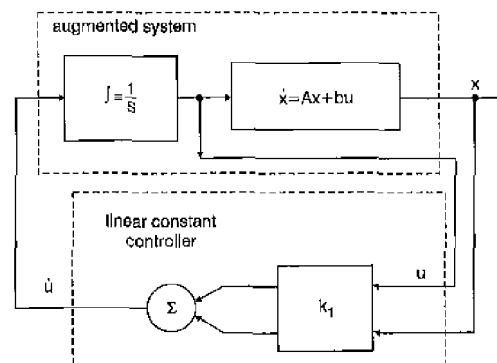 augmented system
∫=1/s
ẋ=Ax+bu
x
linear constant
controller
u̇
Σ
k₁
u